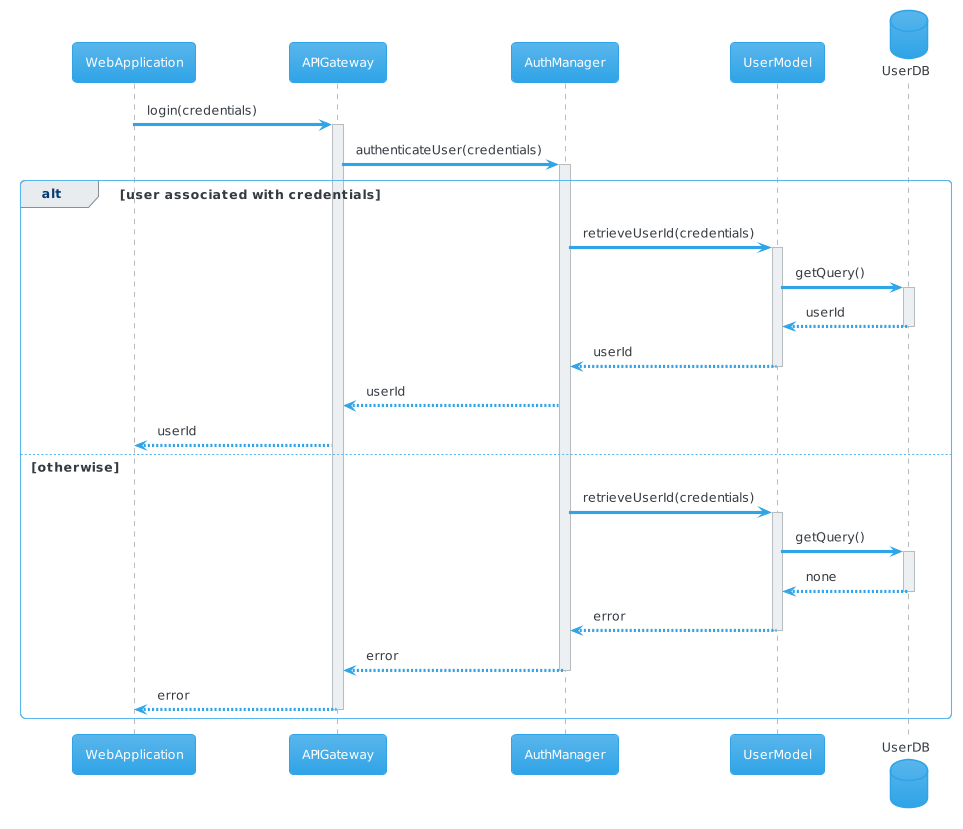 UserDB
WebApplication
APIGateway
AuthManager
UserModel
login(credentials)
authenticateUser(credentials)
alt
[user associated with credentials]
retrieveUserId(credentials)
getQuery()
userId
userId
userId
userId
[otherwise]
retrieveUserId(credentials)
getQuery()
none
error
error
error
WebApplication
APIGateway
AuthManager
UserModel
UserDB